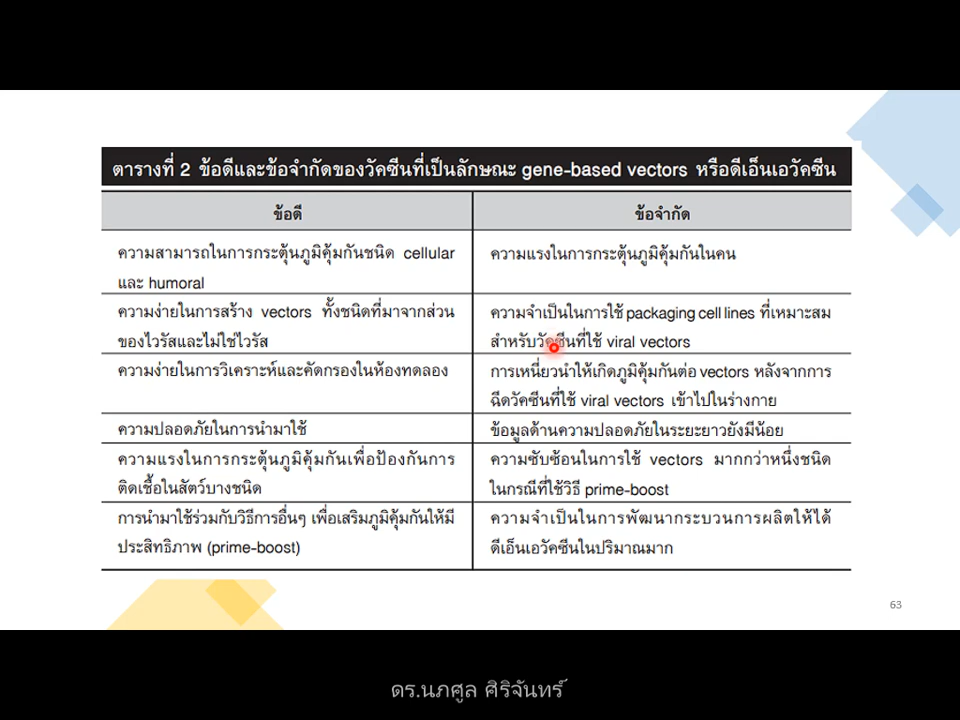 ตารางที่ 2 ข้อดีและข้อจำกัดของวัคซีนที่เป็นลักษณะ gene-based vectors หรือดีเอ็นเอวัคซีน
ข้อดี
ข้อจำกัด
ความสามารถในการกระตุ้นภูมิคุ้มกันชนิด cellular
และ humoral
ความแรงในการกระตุ้นภูมิคุ้มกันในคน
ความง่ายในการสร้าง vectors ทั้งชนิดที่มาจากส่วน
ของไวรัสและไม่ใช่ไวรัส
ความจำเป็นในการใช้ packaging cell lines ที่เหมาะสม
สำหรับวัคซีนที่ใช้ viral vectors
ความง่ายในการวิเคราะห์และคัดกรองในห้องทดลอง
การเหนี่ยวนำให้เกิดภูมิคุ้มกันต่อ vectors หลังจากการ
ฉีดวัคซีนที่ใช้ viral vectors เข้าไปในร่างกาย
ความปลอดภัยในการนำมาใช้
ข้อมูลด้านความปลอดภัยในระยะยาวยังมีน้อย
ความแรงในการกระตุ้นภูมิคุ้มกันเพื่อป้องกันการ
ติดเชื้อในสัตว์บางชนิด
ความซับซ้อนในการใช้ vectors มากกว่าหนึ่งชนิด
ในกรณีที่ใช้วิธี prime-boost
การนำมาใช้ร่วมกับวิธีการอื่นๆ เพื่อเสริมภูมิคุ้มกันให้มี
ประสิทธิภาพ (prime-boost)
ความจำเป็นในการพัฒนากระบวนการผลิตให้ได้
ดีเอ็นเอวัคซีนในปริมาณมาก
63
ดร.นภศูล ศิริจันทร์